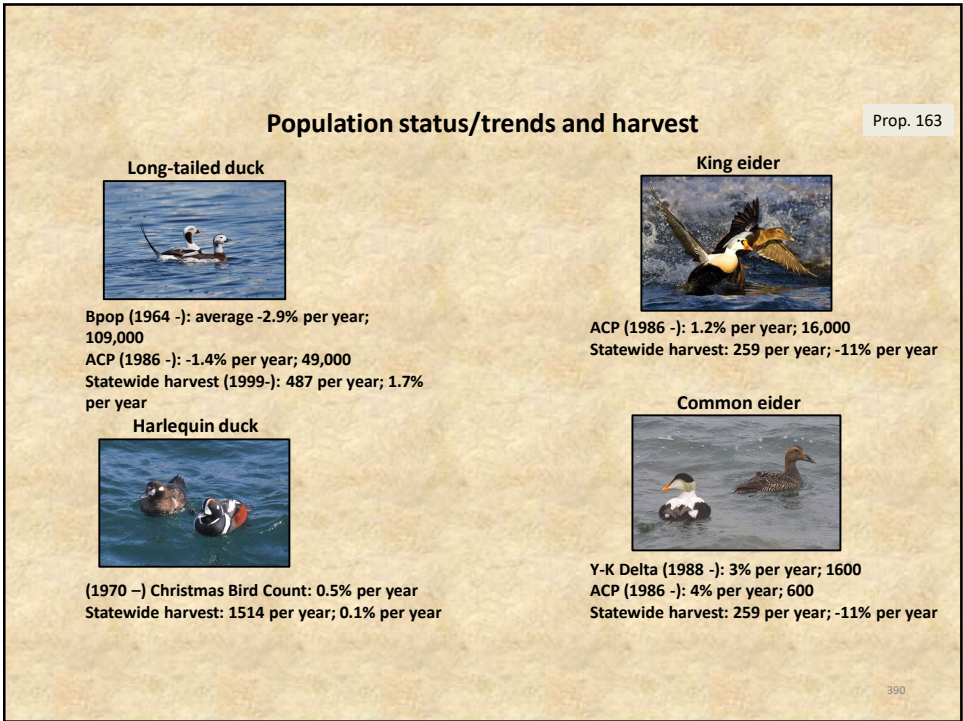 Population status/trends and harvest
Prop. 163
Long-tailed duck
Bpop (1964 -): average -2.9% per year;
109,000
ACP (1986 -): -1.4% per year; 49,000
Statewide harvest (1999-): 487 per year; 1.7%
per year
Harlequin duck
(1970 –) Christmas Bird Count: 0.5% per year
Statewide harvest: 1514 per year; 0.1% per year
King eider
ACP (1986 -): 1.2% per year; 16,000
Statewide harvest: 259 per year; -11% per year
Common eider
Y-K Delta (1988 -): 3% per year; 1600
ACP (1986 -): 4% per year; 600
Statewide harvest: 259 per year; -11% per year
390